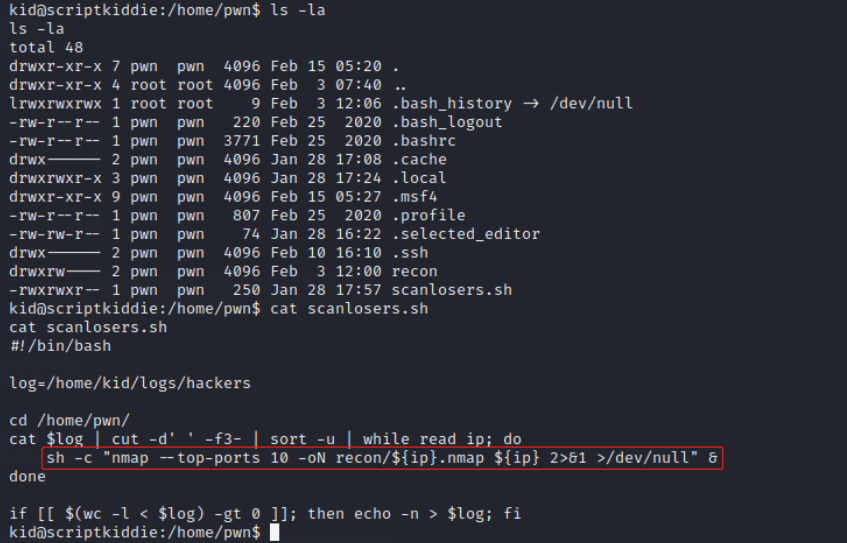 kid@scriptkiddie:/home/pwn$ ls -la
ls -la
total 48
drwxr-xr-x 7 pwn  pwn  4096 Feb 15 05:20 .
drwxr-xr-x 4 root root 4096 Feb  3 07:40 ..
lrwxrwxrwx 1 root root    9 Feb  3 12:06 .bash_history → /dev/null
-rw-r--r-- 1 pwn  pwn   220 Feb 25  2020 .bash_logout
-rw-r--r-- 1 pwn  pwn  3771 Feb 25  2020 .bashrc
drwx------ 2 pwn  pwn  4096 Jan 28 17:08 .cache
drwxrwxr-x 3 pwn  pwn  4096 Jan 28 17:24 .local
drwxr-xr-x 9 pwn  pwn  4096 Feb 15 05:27 .msf4
-rw-r--r-- 1 pwn  pwn   807 Feb 25  2020 .profile
-rw-rw-r-- 1 pwn  pwn    74 Jan 28 16:22 .selected_editor
drwx------ 2 pwn  pwn  4096 Feb 10 16:10 .ssh
drwxrw---- 2 pwn  pwn  4096 Feb  3 12:00 recon
-rwxrwxr-- 1 pwn  pwn   250 Jan 28 17:57 scanlosers.sh
kid@scriptkiddie:/home/pwn$ cat scanlosers.sh
cat scanlosers.sh
#!/bin/bash
log=/home/kid/logs/hackers
cd /home/pwn/
cat $log | cut -d' ' -f3- | sort -u | while read ip; do
    sh -c "nmap --top-ports 10 -oN recon/${ip}.nmap ${ip} 2>&1 >/dev/null" &
done
if [[ $(wc -l < $log) -gt 0 ]]; then echo -n > $log; fi
kid@scriptkiddie:/home/pwn$